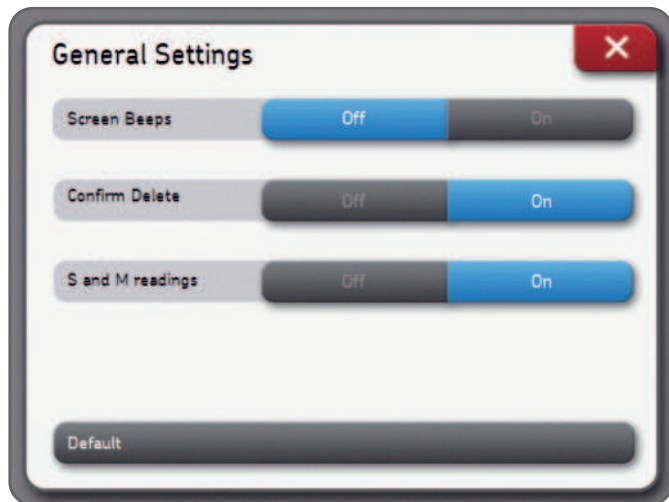 General Settings
Screen Beeps Off On
Confirm Delete Off On
S and M readings Off On
Default